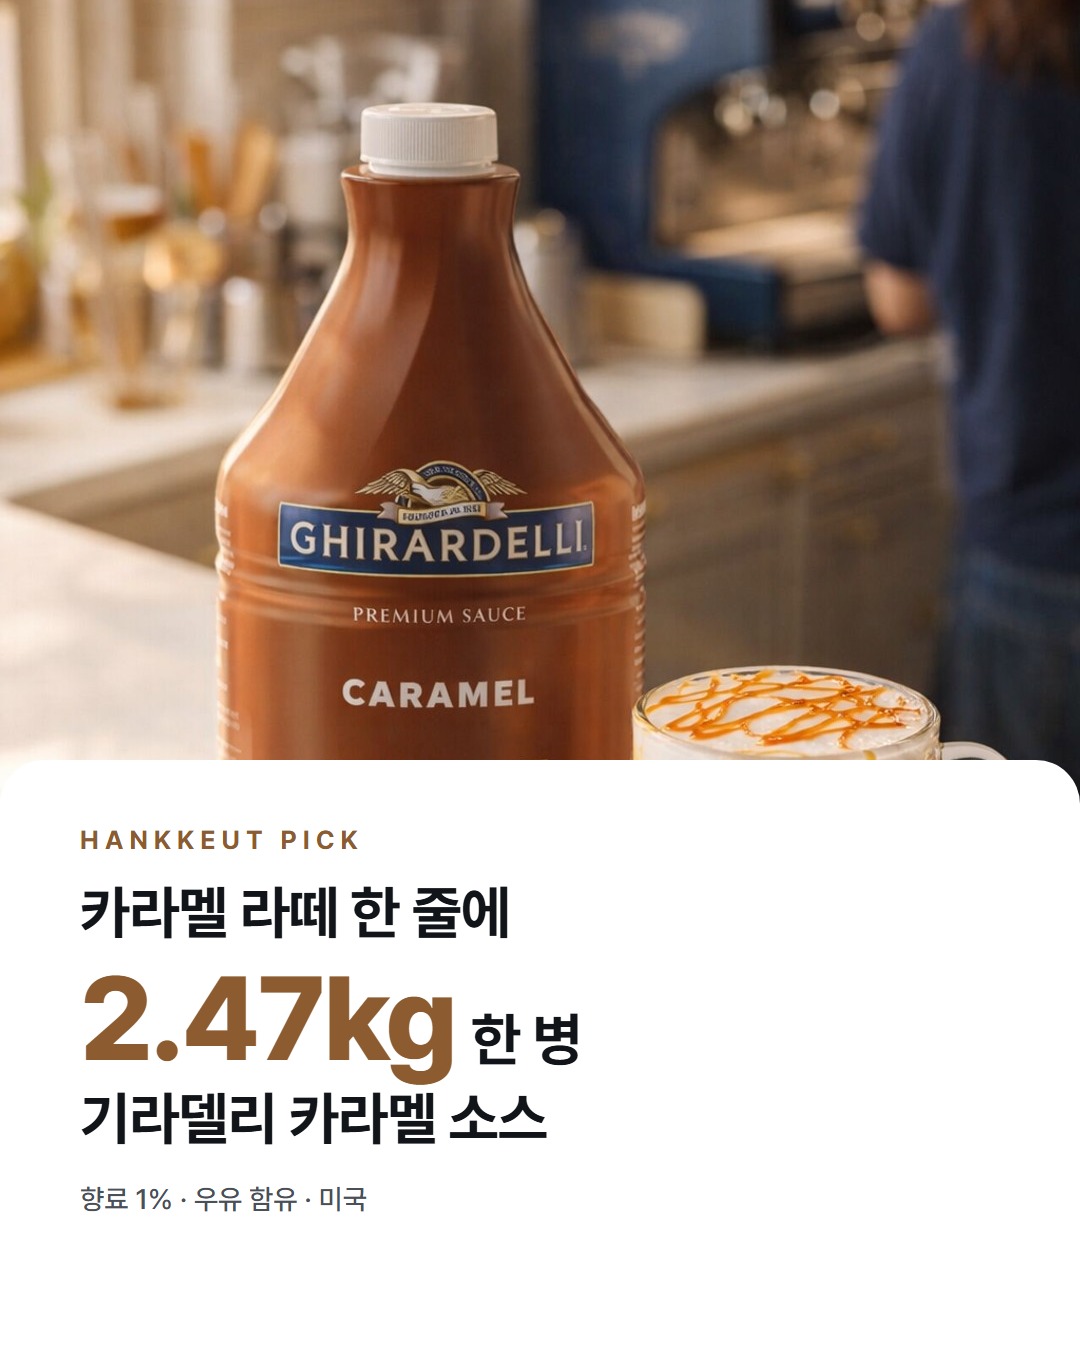 GHIRARDELLI
PREMIUM SAUCE
CARAMEL
HANKKEUT PICK
카라멜 라떼 한 줄에
2.47kg 한 병
기라델리 카라멜 소스
향료 1% · 우유 함유 · 미국